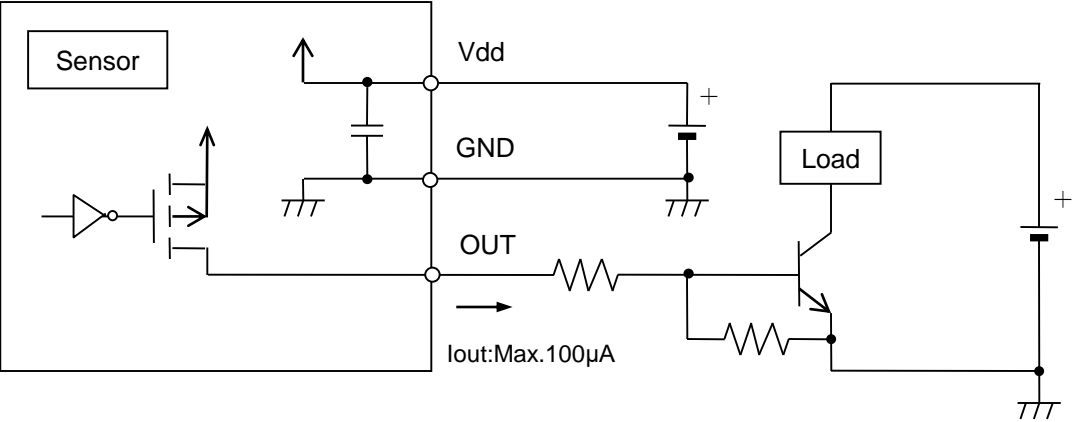 Sensor
Vdd
+
GND
Load
+
OUT
Iout:Max.100μA